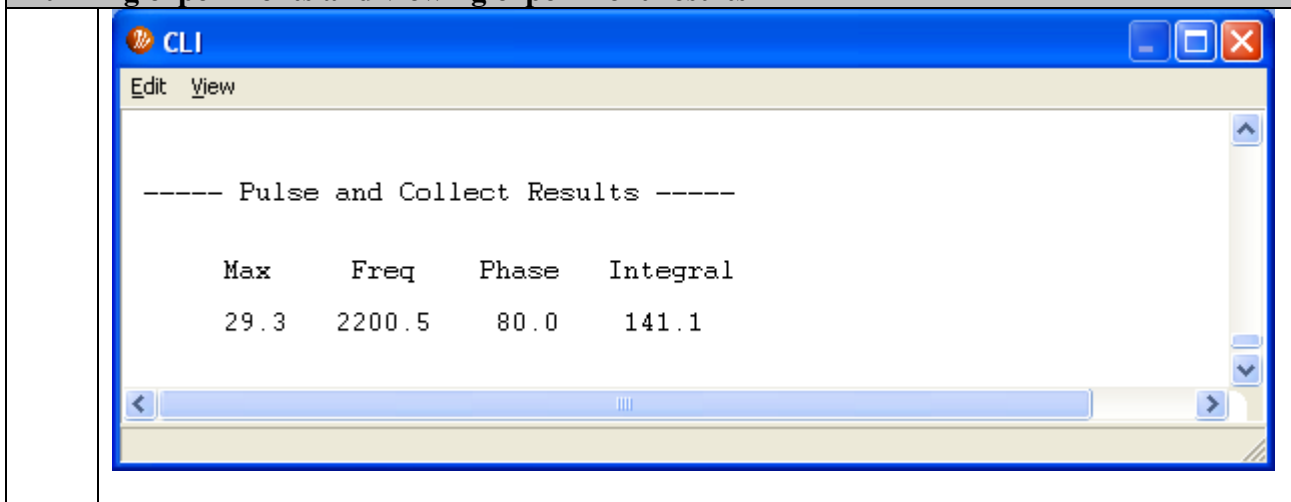 CLI
Edit View
----- Pulse and Collect Results -----
Max Freq Phase Integral
29.3 2200.5 80.0 141.1